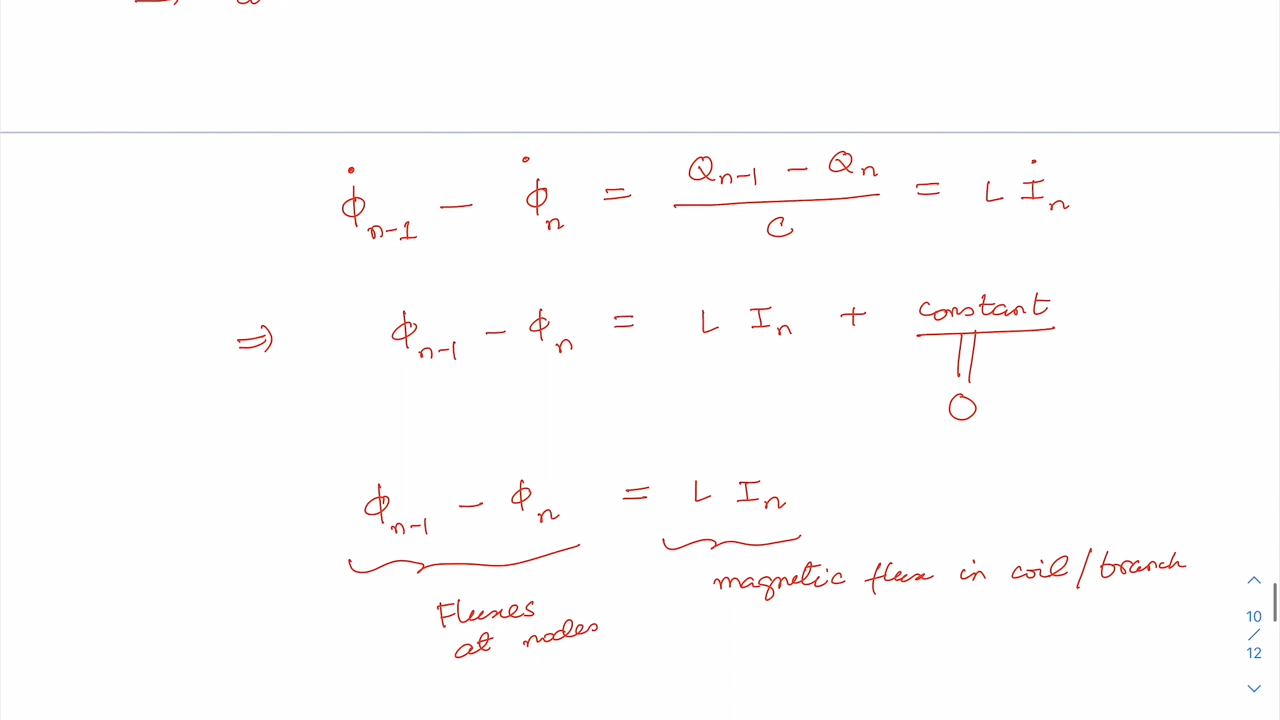 ϕ̇ₙ₋₁ − ϕ̇ₙ = (Qₙ₋₁ − Qₙ) / C = L İₙ
⇒ ϕₙ₋₁ − ϕₙ = L Iₙ + constant
0
ϕₙ₋₁ − ϕₙ = L Iₙ
magnetic flux in coil/branch
Fluxes
at nodes
10
/
12